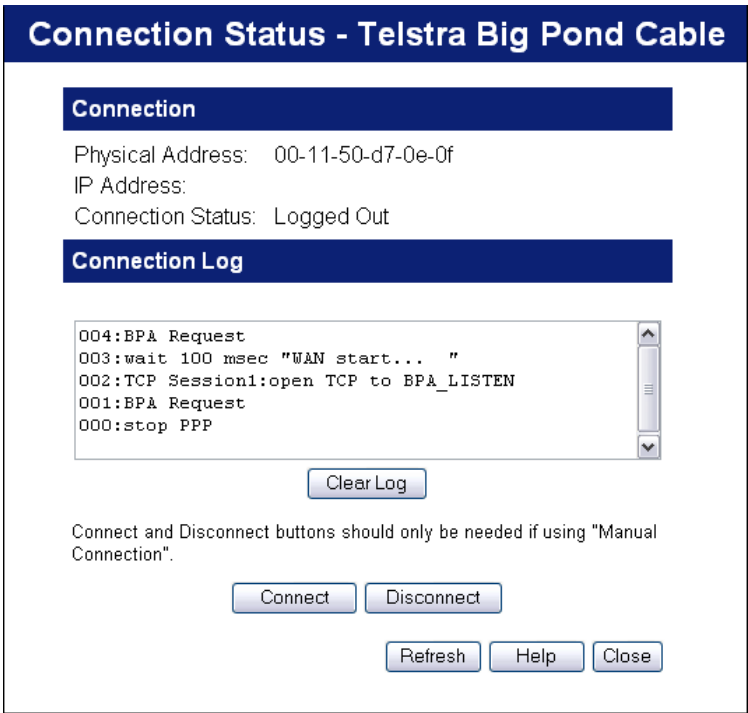 Connection Status - Telstra Big Pond Cable
Connection
Physical Address: 00-11-50-d7-0e-0f
IP Address:
Connection Status: Logged Out
Connection Log
004:BPA Request
003:wait 100 msec "WAN start...  "
002:TCP Session1:open TCP to BPA_LISTEN
001:BPA Request
000:stop PPP
Clear Log
Connect and Disconnect buttons should only be needed if using "Manual
Connection".
Connect Disconnect
Refresh Help Close